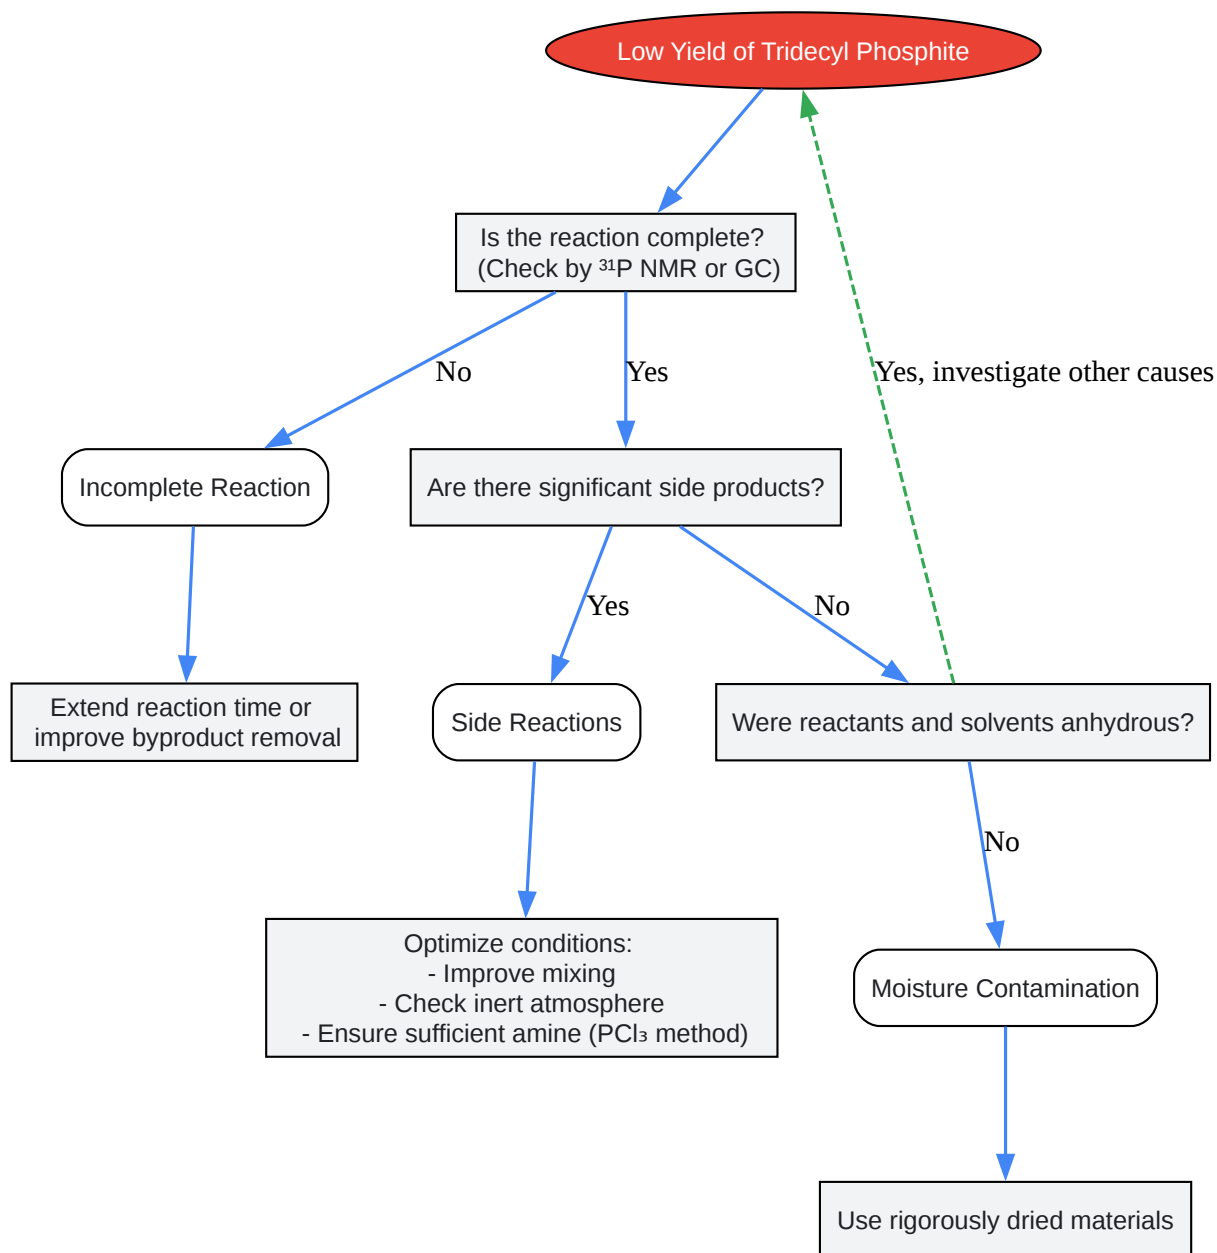 Low Yield of Tridecyl Phosphite
Is the reaction complete?
(Check by ³¹P NMR or GC)
No
Yes
Yes, investigate other causes
Incomplete Reaction
Are there significant side products?
Yes
No
Extend reaction time or
improve byproduct removal
Side Reactions
Were reactants and solvents anhydrous?
No
Optimize conditions:
- Improve mixing
- Check inert atmosphere
- Ensure sufficient amine (PCl₃ method)
Moisture Contamination
Use rigorously dried materials